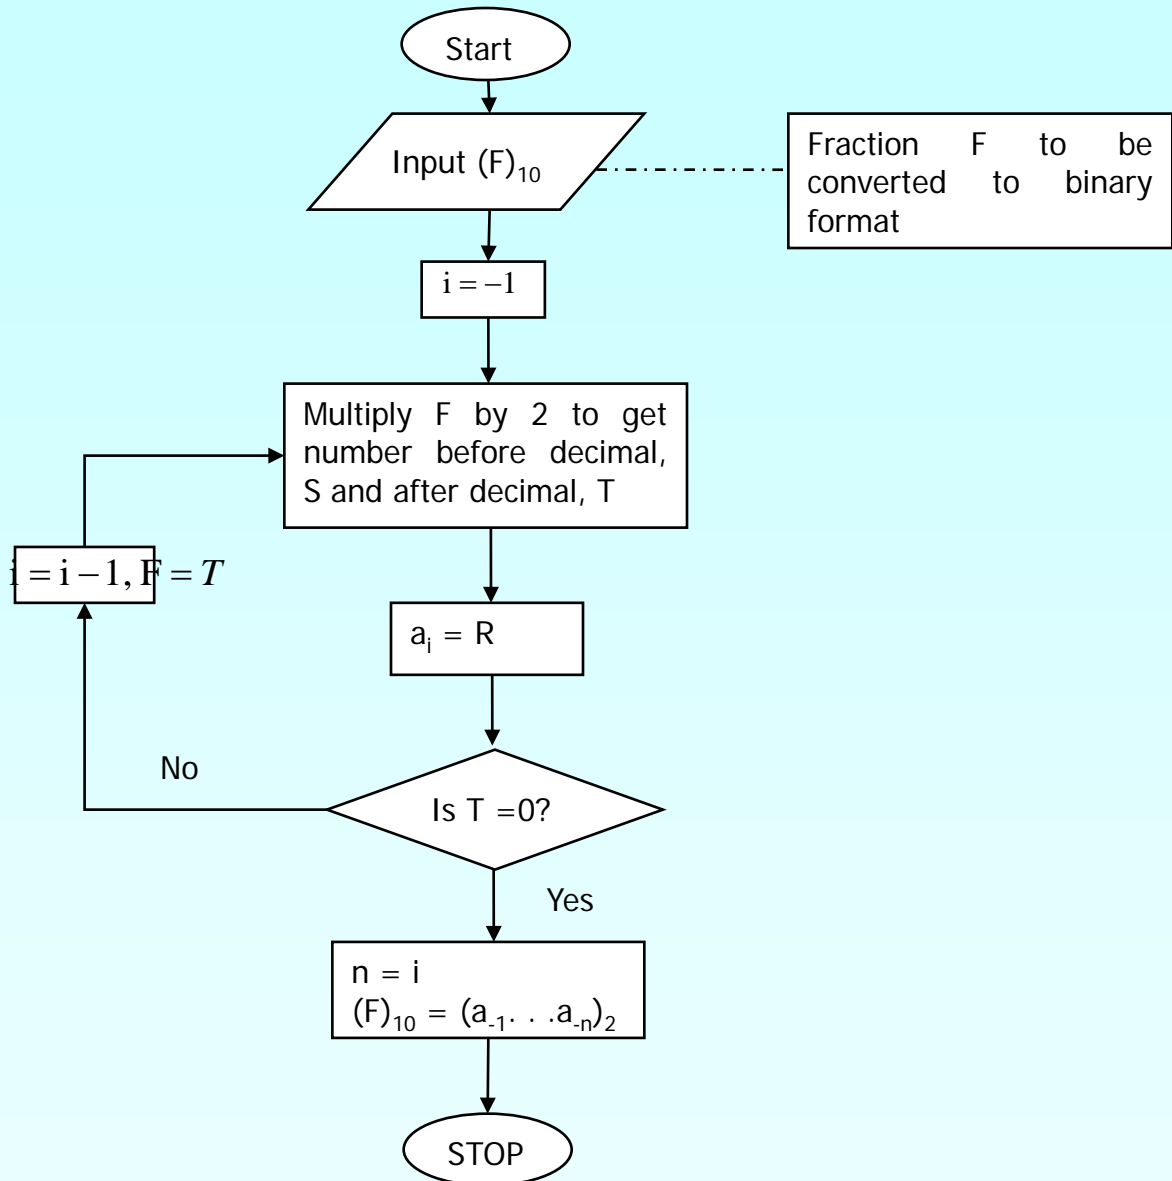 Start
Input (F)₁₀
Fraction F to be
converted to binary
format
i = −1
Multiply F by 2 to get
number before decimal,
S and after decimal, T
i = i − 1, F = T
aᵢ = R
No
Is T =0?
Yes
n = i
(F)₁₀ = (a₋₁. . .a₋ₙ)₂
STOP